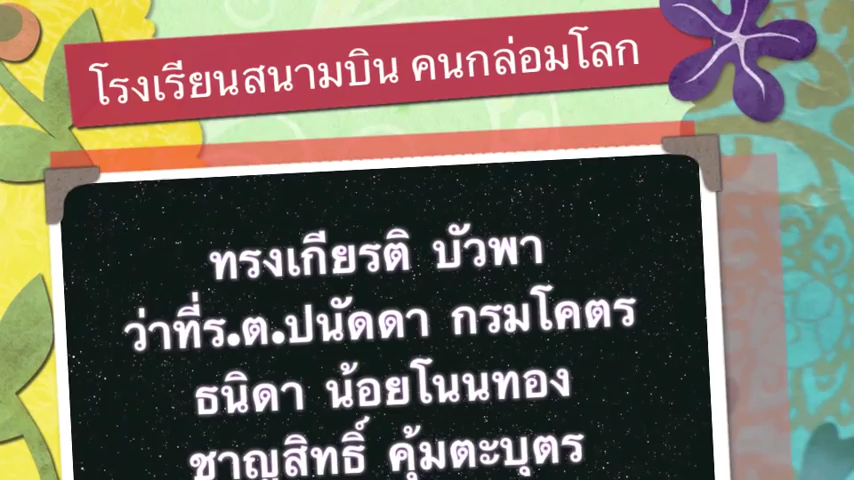 โรงเรียนสนามบิน คนกล่อมโลก
ทรงเกียรติ บัวพา
ว่าที่ร.ต.ปนัดดา กรมโคตร
ธนิดา น้อยโนนทอง
ชาญสิทธิ์ คุ้มตะบุตร